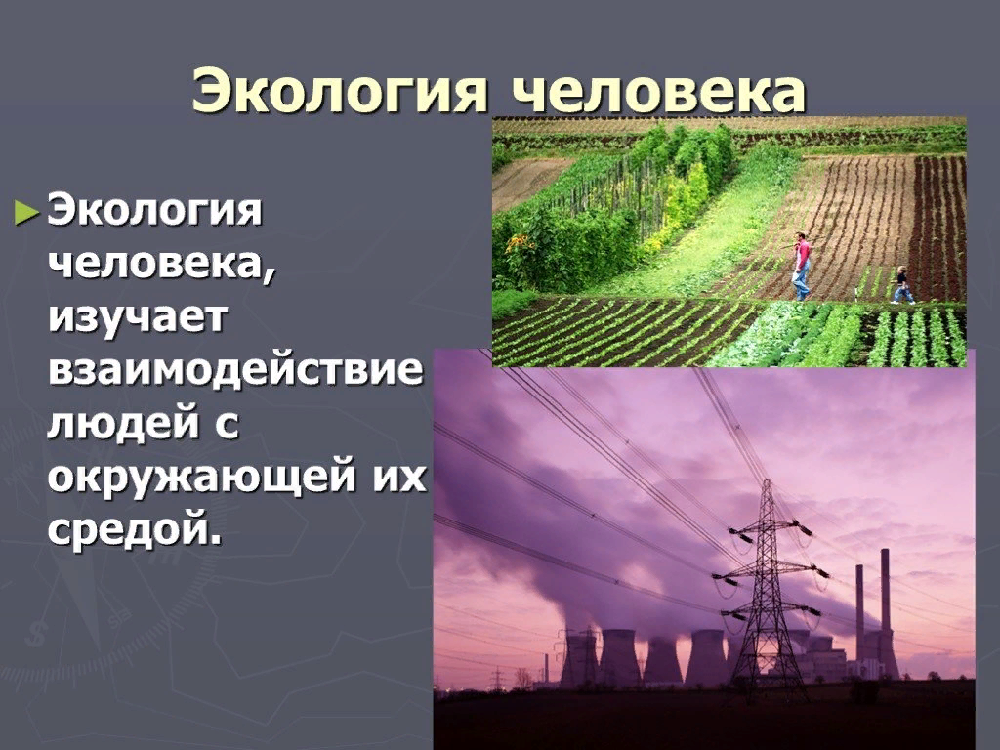 Экология человека
Экология
человека,
изучает
взаимодействие
людей с
окружающей их
средой.